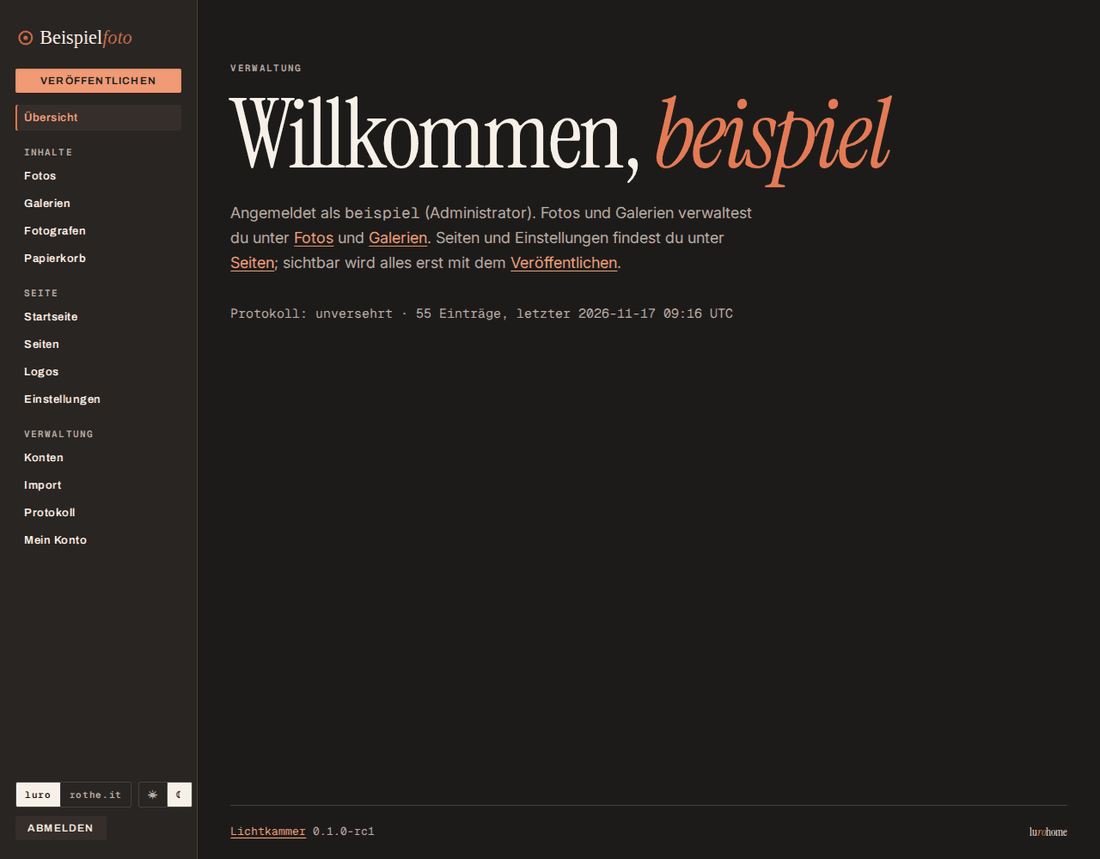 Beispielfoto
VERÖFFENTLICHEN
Übersicht
INHALTE
Fotos
Galerien
Fotografen
Papierkorb
SEITE
Startseite
Seiten
Logos
Einstellungen
VERWALTUNG
Konten
Import
Protokoll
Mein Konto
luro rothe.it
ABMELDEN
VERWALTUNG
Willkommen, beispiel
Angemeldet als beispiel (Administrator). Fotos und Galerien verwaltest
du unter Fotos und Galerien. Seiten und Einstellungen findest du unter
Seiten; sichtbar wird alles erst mit dem Veröffentlichen.
Protokoll: unversehrt · 55 Einträge, letzter 2026-11-17 09:16 UTC
Lichtkammer 0.1.0-rc1
lurohome